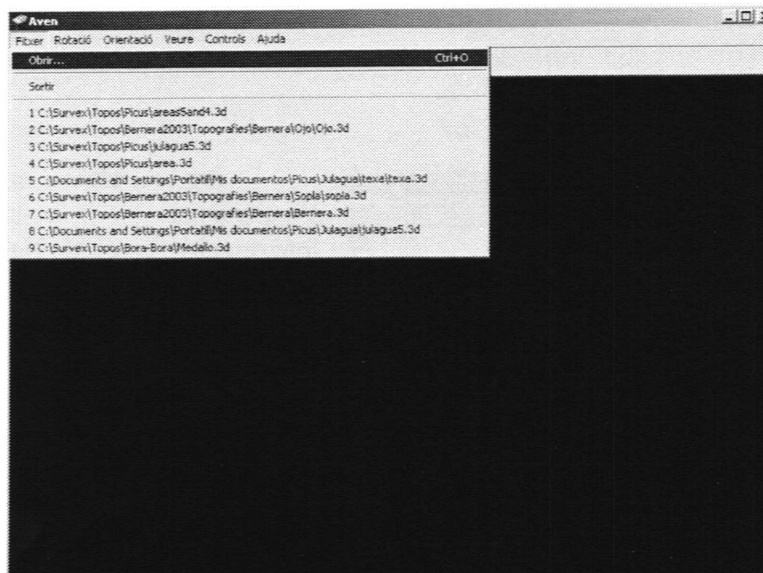 Aven
Fitxer Rotació Orientació Veure Controls Ajuda
Obrir... Ctrl+O
Sortir
1 C:\Survex\Topos\Picus\areas5and4.3d
2 C:\Survex\Topos\Bernera2003\Topografies\Bernera\Ojo\Ojo.3d
3 C:\Survex\Topos\Picus\julagua5.3d
4 C:\Survex\Topos\Picus\area.3d
5 C:\Documents and Settings\Portatil\Mis documentos\Picus\Julagua\texa\texa.3d
6 C:\Survex\Topos\Bernera2003\Topografies\Bernera\Sopla\sopla.3d
7 C:\Survex\Topos\Bernera2003\Topografies\Bernera\Bernera.3d
8 C:\Documents and Settings\Portatil\Mis documentos\Picus\Julagua\julagua5.3d
9 C:\Survex\Topos\Bora-Bora\Medallo.3d